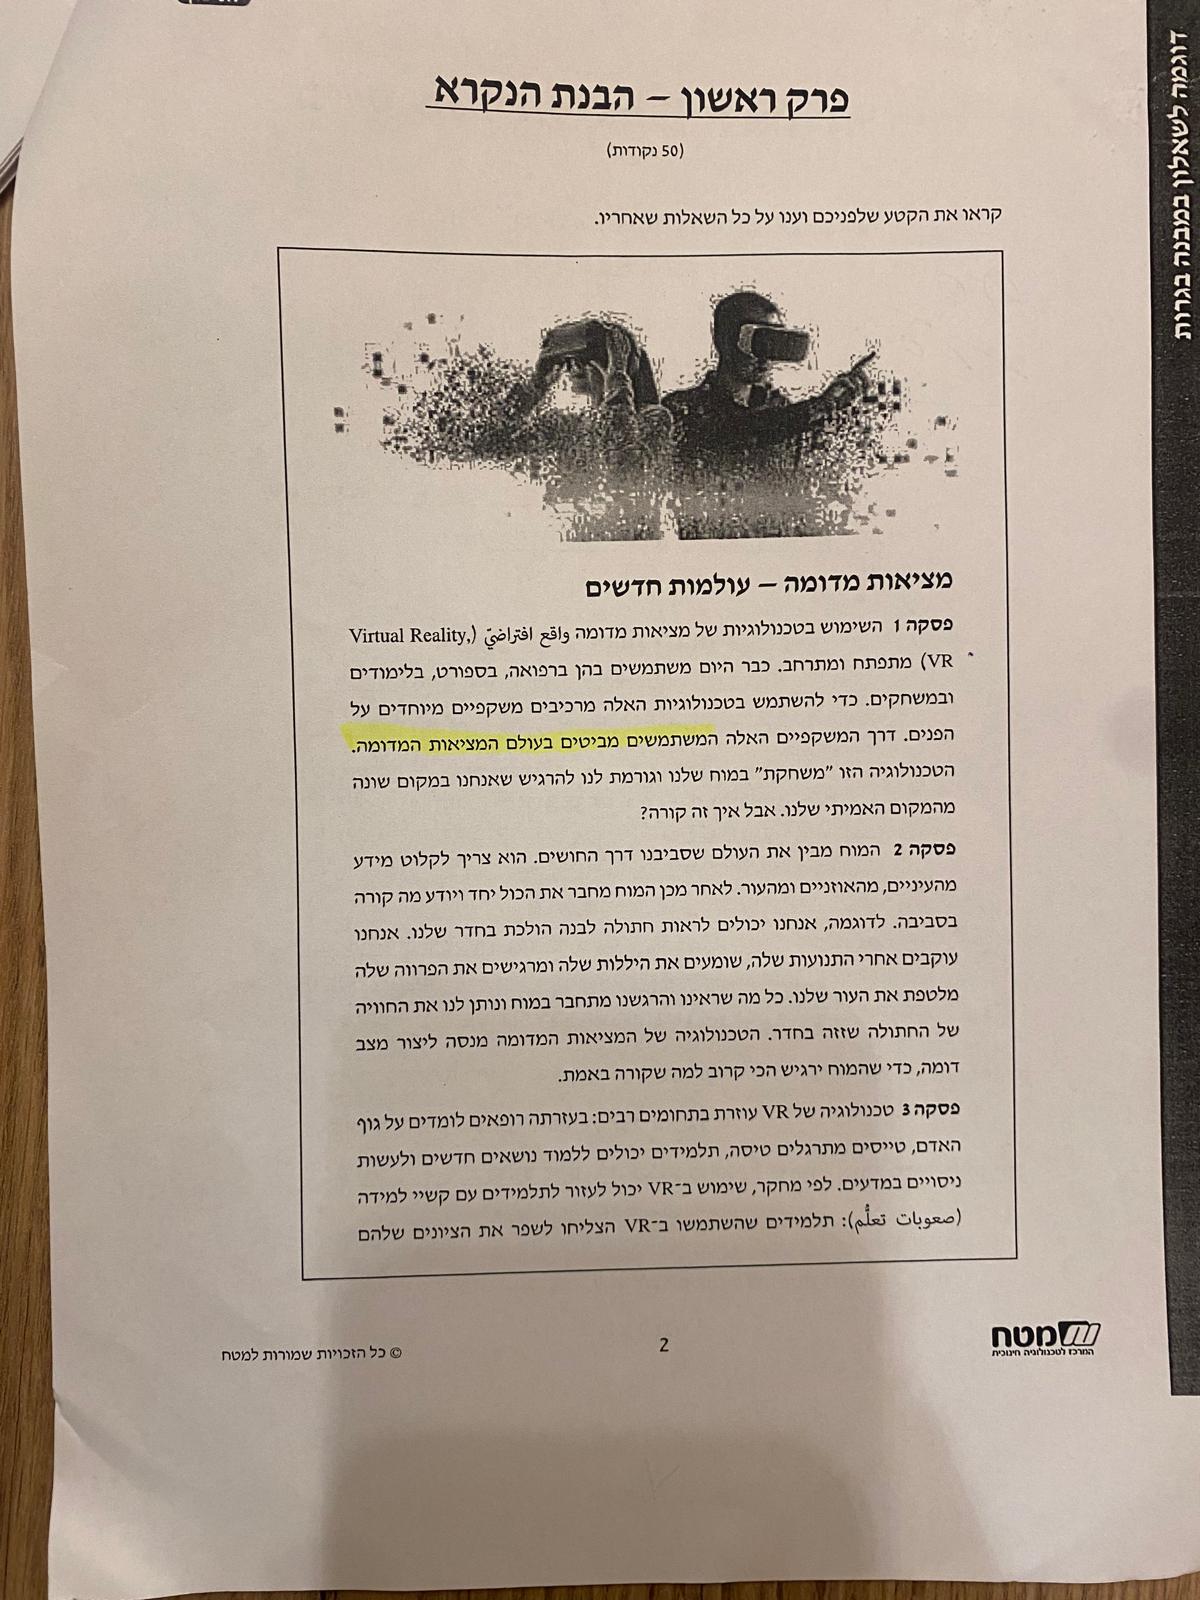 דוגמה לשאלון במבנה בגרות
פרק ראשון – הבנת הנקרא
(50 נקודות)
קראו את הקטע שלפניכם וענו על כל השאלות שאחריו.
מציאות מדומה – עולמות חדשים
פסקה 1 השימוש בטכנולוגיות של מציאות מדומה واقع افتراضيّ (Virtual Reality,
VR) מתפתח ומתרחב. כבר היום משתמשים בהן ברפואה, בספורט, בלימודים
ובמשחקים. כדי להשתמש בטכנולוגיות האלה מרכיבים משקפיים מיוחדים על
הפנים. דרך המשקפיים האלה המשתמשים מביטים בעולם המציאות המדומה.
הטכנולוגיה הזו "משחקת" במוח שלנו וגורמת לנו להרגיש שאנחנו במקום שונה
מהמקום האמיתי שלנו. אבל איך זה קורה?
פסקה 2 המוח מבין את העולם שסביבנו דרך החושים. הוא צריך לקלוט מידע
מהעיניים, מהאוזניים ומהעור. לאחר מכן המוח מחבר את הכול יחד ויודע מה קורה
בסביבה. לדוגמה, אנחנו יכולים לראות חתולה לבנה הולכת בחדר שלנו. אנחנו
עוקבים אחרי התנועות שלה, שומעים את היללות שלה ומרגישים את הפרווה שלה
מלטפת את העור שלנו. כל מה שראינו והרגשנו מתחבר במוח ונותן לנו את החוויה
של החתולה שזזה בחדר. הטכנולוגיה של המציאות המדומה מנסה ליצור מצב
דומה, כדי שהמוח ירגיש הכי קרוב למה שקורה באמת.
פסקה 3 טכנולוגיה של VR עוזרת בתחומים רבים: בעזרתה רופאים לומדים על גוף
האדם, טייסים מתרגלים טיסה, תלמידים יכולים ללמוד נושאים חדשים ולעשות
ניסויים במדעים. לפי מחקר, שימוש ב־VR יכול לעזור לתלמידים עם קשיי למידה
(صعوبات تعلُّم): תלמידים שהשתמשו ב־VR הצליחו לשפר את הציונים שלהם
מטח
המרכז לטכנולוגיה חינוכית
2
© כל הזכויות שמורות למטח